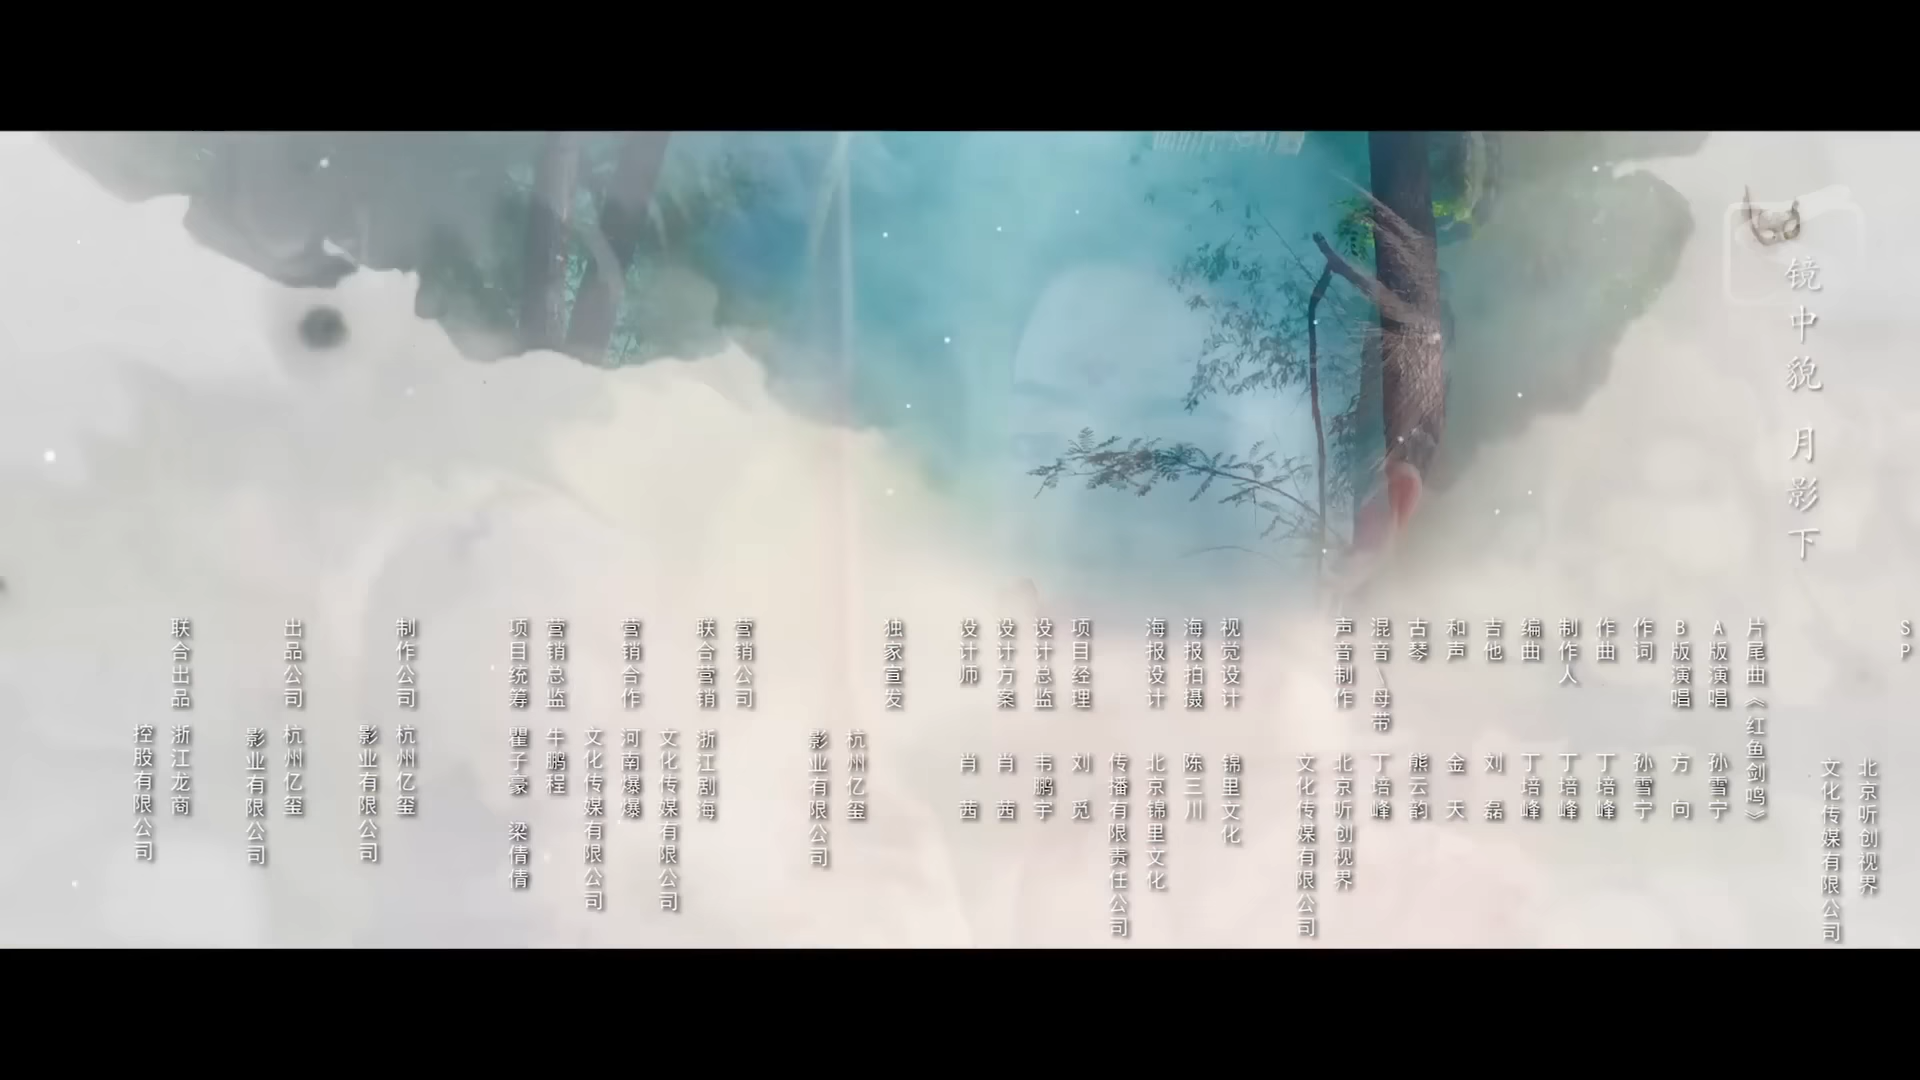 镜中貌 月影下
SP
北京听创视界
文化传媒有限公司
片尾曲《红鱼剑鸣》
A版演唱 孙雪宁
B版演唱 方 向
作词 孙雪宁
作曲 丁培峰
制作人 丁培峰
编曲 丁培峰
吉他 刘 磊
和声 金 天
古琴 熊云韵
混音\母带 丁培峰
声音制作 北京听创视界
文化传媒有限公司
视觉设计 锦里文化
海报拍摄 陈三川
海报设计 北京锦里文化
传播有限责任公司
项目经理 刘 觅
设计总监 韦鹏宇
设计方案 肖 茜
设计师 肖 茜
独家宣发
杭州亿玺
影业有限公司
营销公司
联合营销 浙江剧海
文化传媒有限公司
营销合作 河南爆爆
文化传媒有限公司
营销总监 牛鹏程
项目统筹 瞿子豪 梁倩倩
制作公司 杭州亿玺
影业有限公司
出品公司 杭州亿玺
影业有限公司
联合出品 浙江龙商
控股有限公司